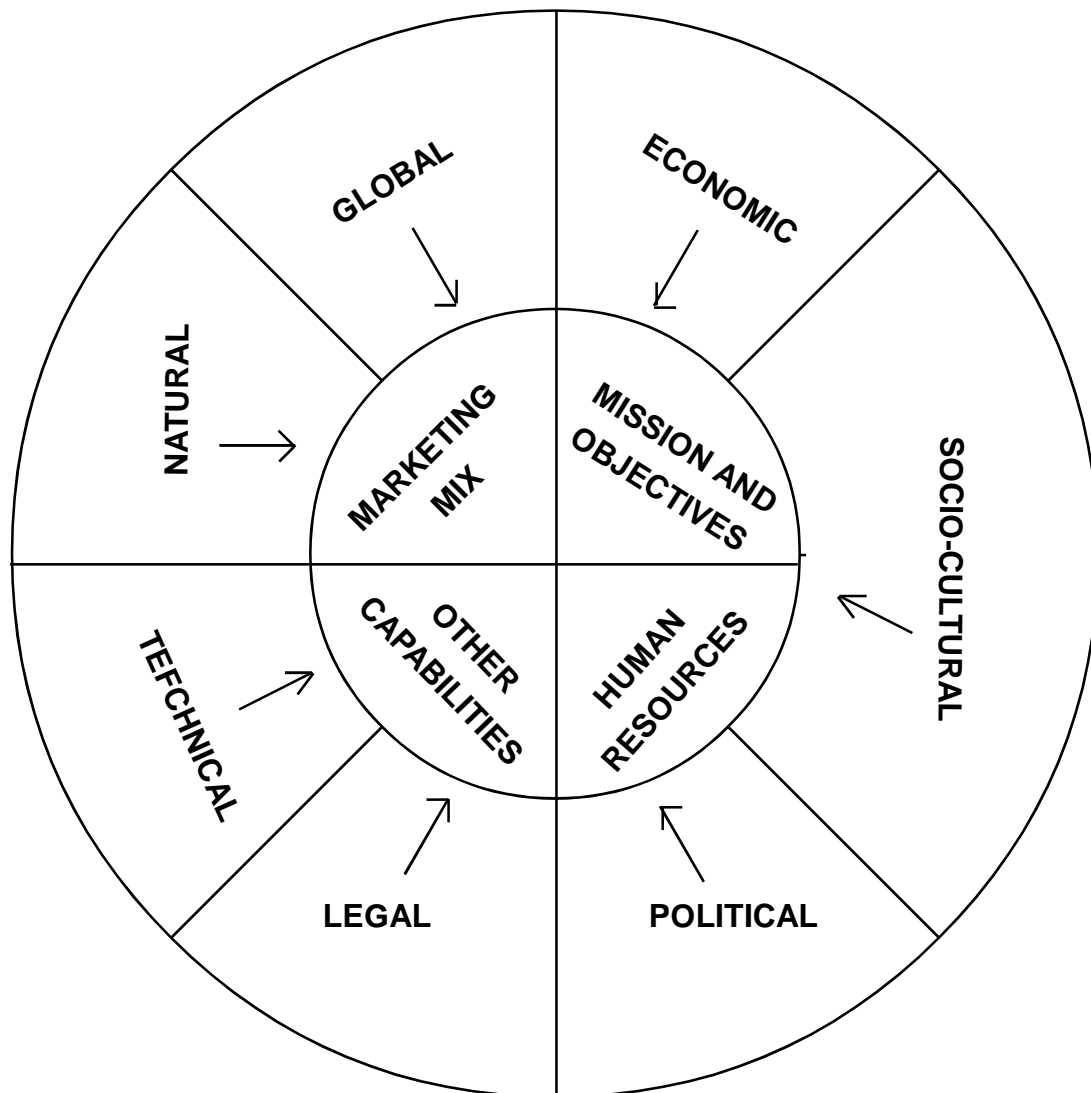 GLOBAL
ECONOMIC
NATURAL
MARKETING
MIX
MISSION AND
OBJECTIVES
SOCIO-CULTURAL
TEFCHNICAL
OTHER
CAPABILITIES
HUMAN
RESOURCES
LEGAL
POLITICAL